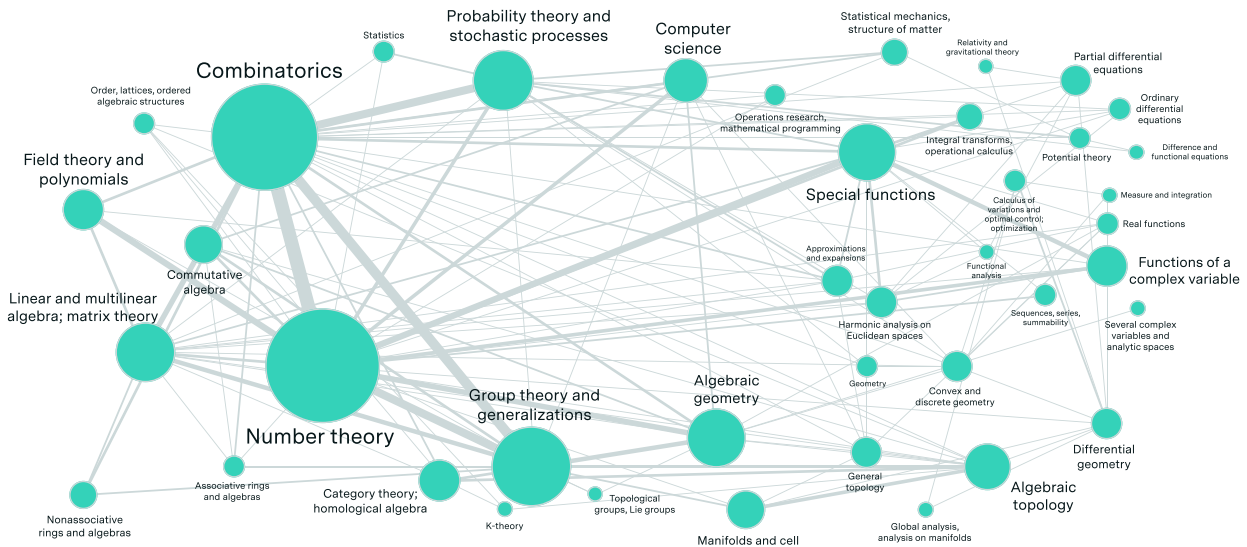 Probability theory and
stochastic processes
Computer
science
Statistical mechanics,
structure of matter
Statistics
Relativity and
gravitational theory
Partial differential
equations
Combinatorics
Order, lattices, ordered
algebraic structures
Operations research,
mathematical programming
Ordinary
differential
equations
Integral transforms,
operational calculus
Potential theory
Difference and
functional equations
Field theory and
polynomials
Special functions
Calculus of
variations and
optimal control;
optimization
Measure and integration
Real functions
Commutative
algebra
Approximations
and expansions
Functional
analysis
Functions of a
complex variable
Linear and multilinear
algebra; matrix theory
Harmonic analysis on
Euclidean spaces
Sequences, series,
summability
Several complex
variables and
analytic spaces
Geometry
Convex and
discrete geometry
Algebraic
geometry
Group theory and
generalizations
Number theory
Differential
geometry
Associative rings
and algebras
Category theory;
homological algebra
General
topology
Algebraic
topology
Nonassociative
rings and algebras
K-theory
Topological
groups, Lie groups
Manifolds and cell
Global analysis,
analysis on manifolds